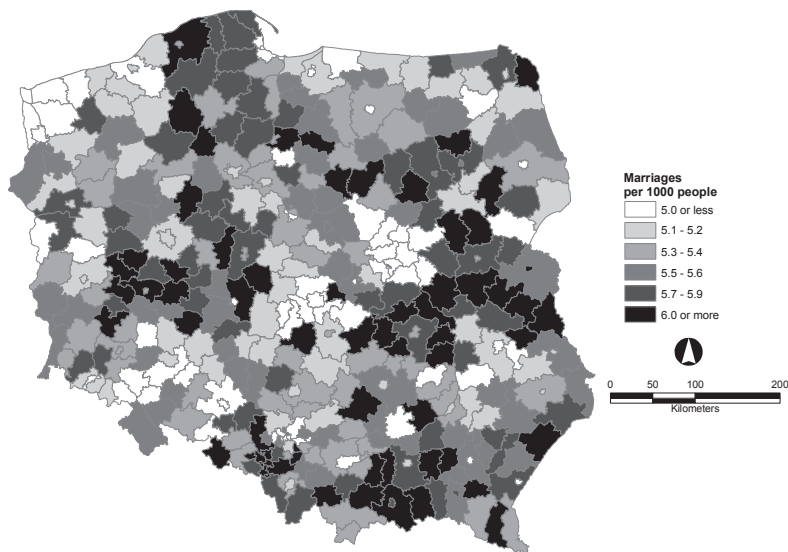 Marriages
per 1000 people
5.0 or less
5.1 - 5.2
5.3 - 5.4
5.5 - 5.6
5.7 - 5.9
6.0 or more
0 50 100 200
Kilometers